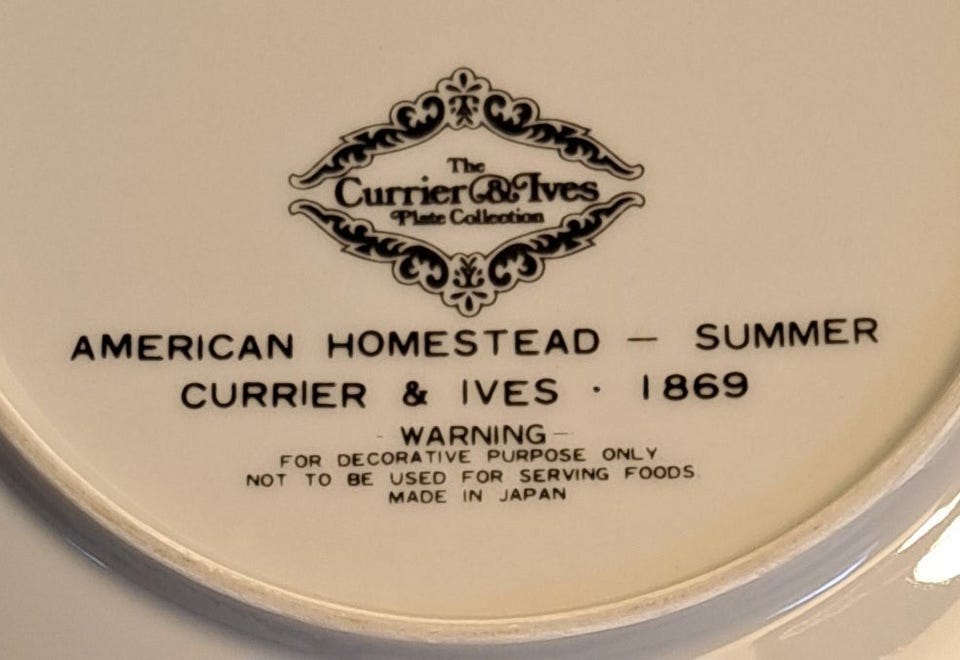 The
Currier & Ives
Plate Collection
AMERICAN HOMESTEAD — SUMMER
CURRIER & IVES · 1869
- WARNING -
FOR DECORATIVE PURPOSE ONLY
NOT TO BE USED FOR SERVING FOODS
MADE IN JAPAN